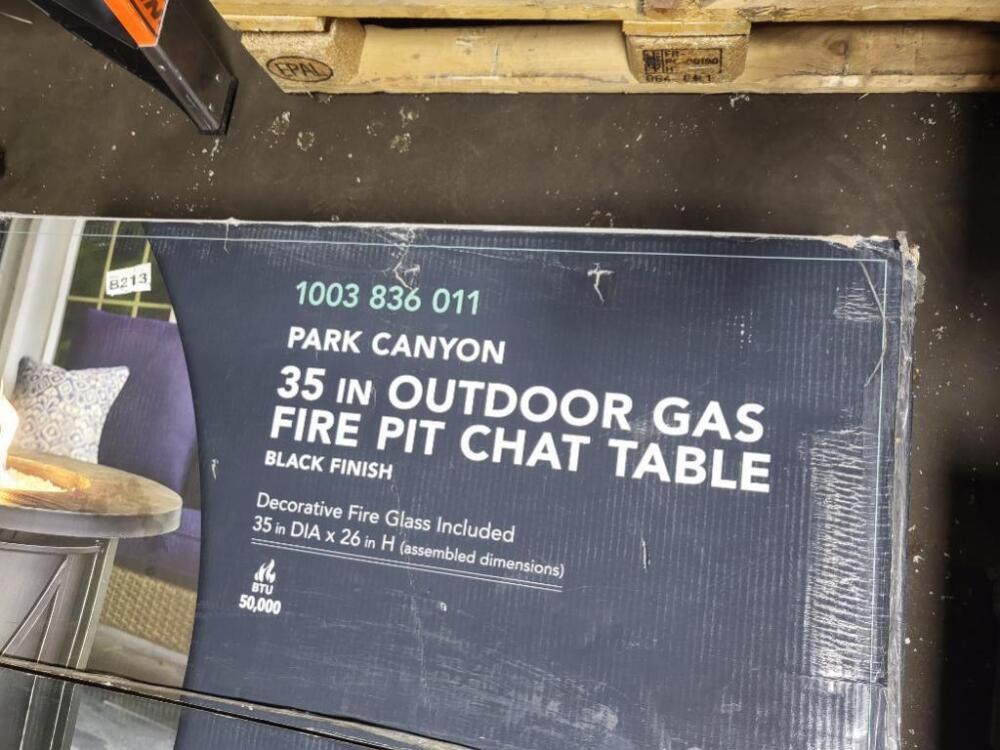 EPAL
B213
1003 836 011
PARK CANYON
35 IN OUTDOOR GAS
FIRE PIT CHAT TABLE
BLACK FINISH
Decorative Fire Glass Included
35 in DIA x 26 in H (assembled dimensions)
BTU
50,000